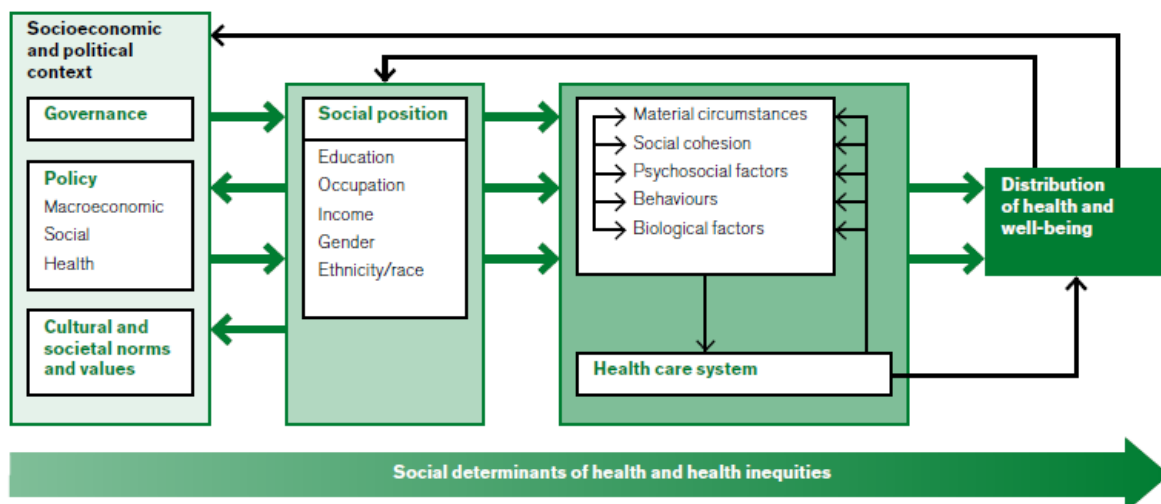 Socioeconomic
and political
context
Governance
Policy
Macroeconomic
Social
Health
Cultural and
societal norms
and values
Social position
Education
Occupation
Income
Gender
Ethnicity/race
Material circumstances
Social cohesion
Psychosocial factors
Behaviours
Biological factors
Health care system
Distribution
of health and
well-being
Social determinants of health and health inequities